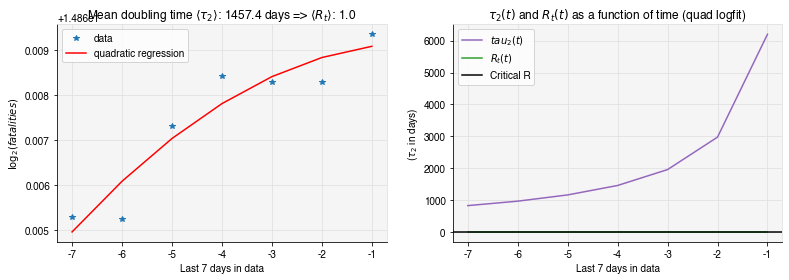 Mean doubling time ⟨τ₂⟩: 1457.4 days => ⟨Rₜ⟩: 1.0
0.009
0.008
0.007
0.006
0.005
log₂(fatalities)
data
quadratic regression
-7 -6 -5 -4 -3 -2 -1
Last 7 days in data
τ₂(t) and Rₜ(t) as a function of time (quad logfit)
6000
5000
4000
3000
2000
1000
0
(τ₂ in days)
tau₂(t)
Rₜ(t)
Critical R
-7 -6 -5 -4 -3 -2 -1
Last 7 days in data